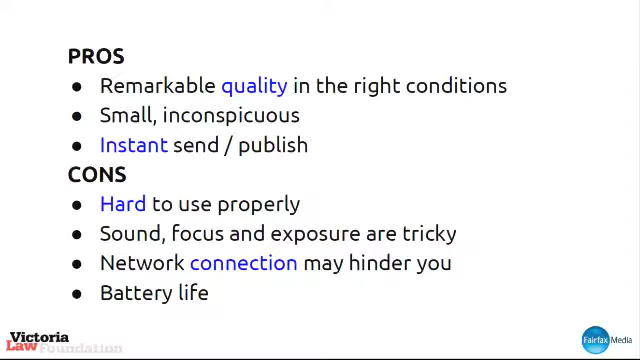 PROS
● Remarkable quality in the right conditions
● Small, inconspicuous
● Instant send / publish
CONS
● Hard to use properly
● Sound, focus and exposure are tricky
● Network connection may hinder you
● Battery life
Victoria
Law Foundation
Fairfax Media